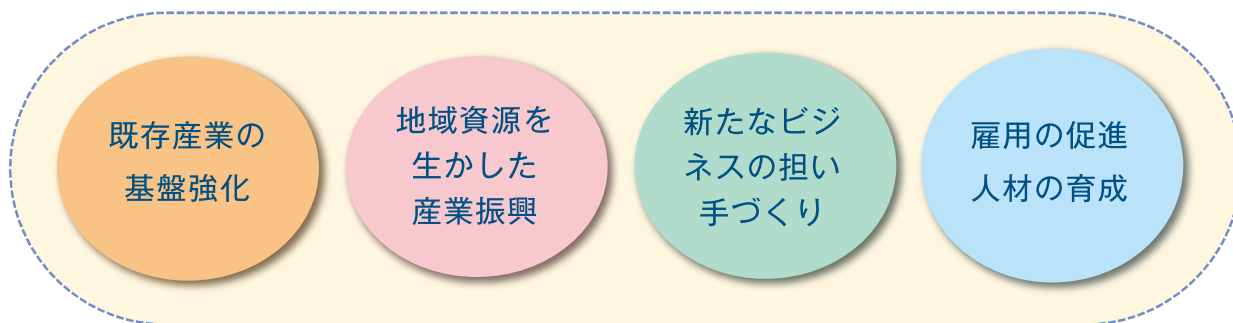 既存産業の
基盤強化
地域資源を
生かした
産業振興
新たなビジ
ネスの担い
手づくり
雇用の促進
人材の育成